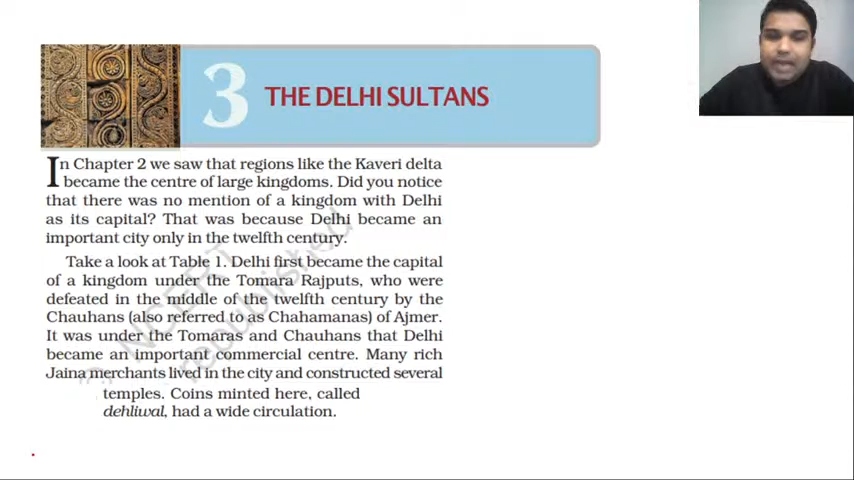 3
THE DELHI SULTANS
In Chapter 2 we saw that regions like the Kaveri delta
became the centre of large kingdoms. Did you notice
that there was no mention of a kingdom with Delhi
as its capital? That was because Delhi became an
important city only in the twelfth century.
Take a look at Table 1. Delhi first became the capital
of a kingdom under the Tomara Rajputs, who were
defeated in the middle of the twelfth century by the
Chauhans (also referred to as Chahamanas) of Ajmer.
It was under the Tomaras and Chauhans that Delhi
became an important commercial centre. Many rich
Jaina merchants lived in the city and constructed several
temples. Coins minted here, called
dehliwal, had a wide circulation.
© NCERT
republished